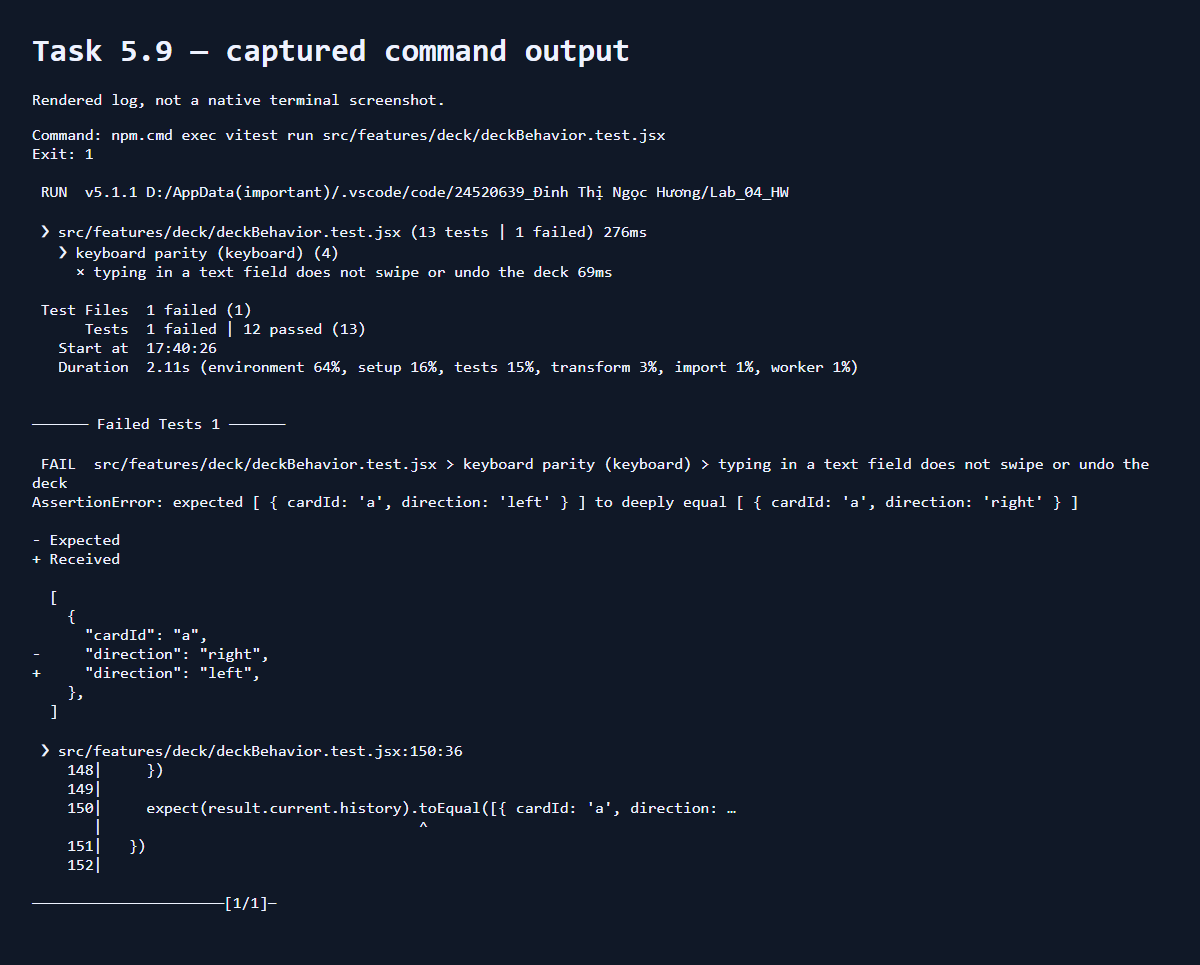 Task 5.9 — captured command output
Rendered log, not a native terminal screenshot.
Command: npm.cmd exec vitest run src/features/deck/deckBehavior.test.jsx
Exit: 1
RUN  v5.1.1 D:/AppData(important)/.vscode/code/24520639_Đinh Thị Ngọc Hương/Lab_04_HW
❯ src/features/deck/deckBehavior.test.jsx (13 tests | 1 failed) 276ms
❯ keyboard parity (keyboard) (4)
× typing in a text field does not swipe or undo the deck 69ms
Test Files  1 failed (1)
Tests  1 failed | 12 passed (13)
Start at  17:40:26
Duration  2.11s (environment 64%, setup 16%, tests 15%, transform 3%, import 1%, worker 1%)
─────── Failed Tests 1 ───────
FAIL  src/features/deck/deckBehavior.test.jsx > keyboard parity (keyboard) > typing in a text field does not swipe or undo the
deck
AssertionError: expected [ { cardId: 'a', direction: 'left' } ] to deeply equal [ { cardId: 'a', direction: 'right' } ]
- Expected
+ Received
[
{
"cardId": "a",
-     "direction": "right",
+     "direction": "left",
},
]
❯ src/features/deck/deckBehavior.test.jsx:150:36
148|     })
149|
150|     expect(result.current.history).toEqual([{ cardId: 'a', direction: …
|                                    ^
151|   })
152|
──────────────────────[1/1]─